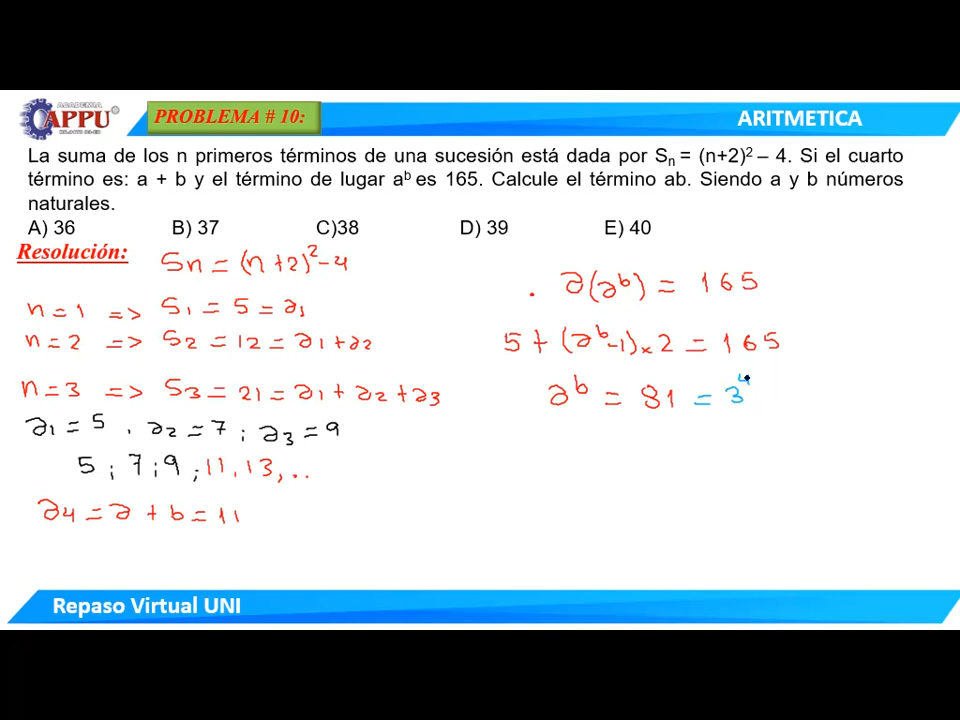 ACADEMIA
APPU
PROBLEMA # 10:
ARITMETICA
La suma de los n primeros términos de una sucesión está dada por Sn = (n+2)² – 4. Si el cuarto
término es: a + b y el término de lugar aᵇ es 165. Calcule el término ab. Siendo a y b números
naturales.
A) 36 B) 37 C)38 D) 39 E) 40
Resolución:
Sn = (n+2)² - 4
n = 1 => S1 = 5 = a1
n = 2 => S2 = 12 = a1 + a2
n = 3 => S3 = 21 = a1 + a2 + a3
a1 = 5 , a2 = 7 ; a3 = 9
5 ; 7 ; 9 ; 11, 13, ..
a4 = a + b = 11
. a(aᵇ) = 165
5 + (aᵇ-1)x2 = 165
aᵇ = 81 = 3⁴
Repaso Virtual UNI